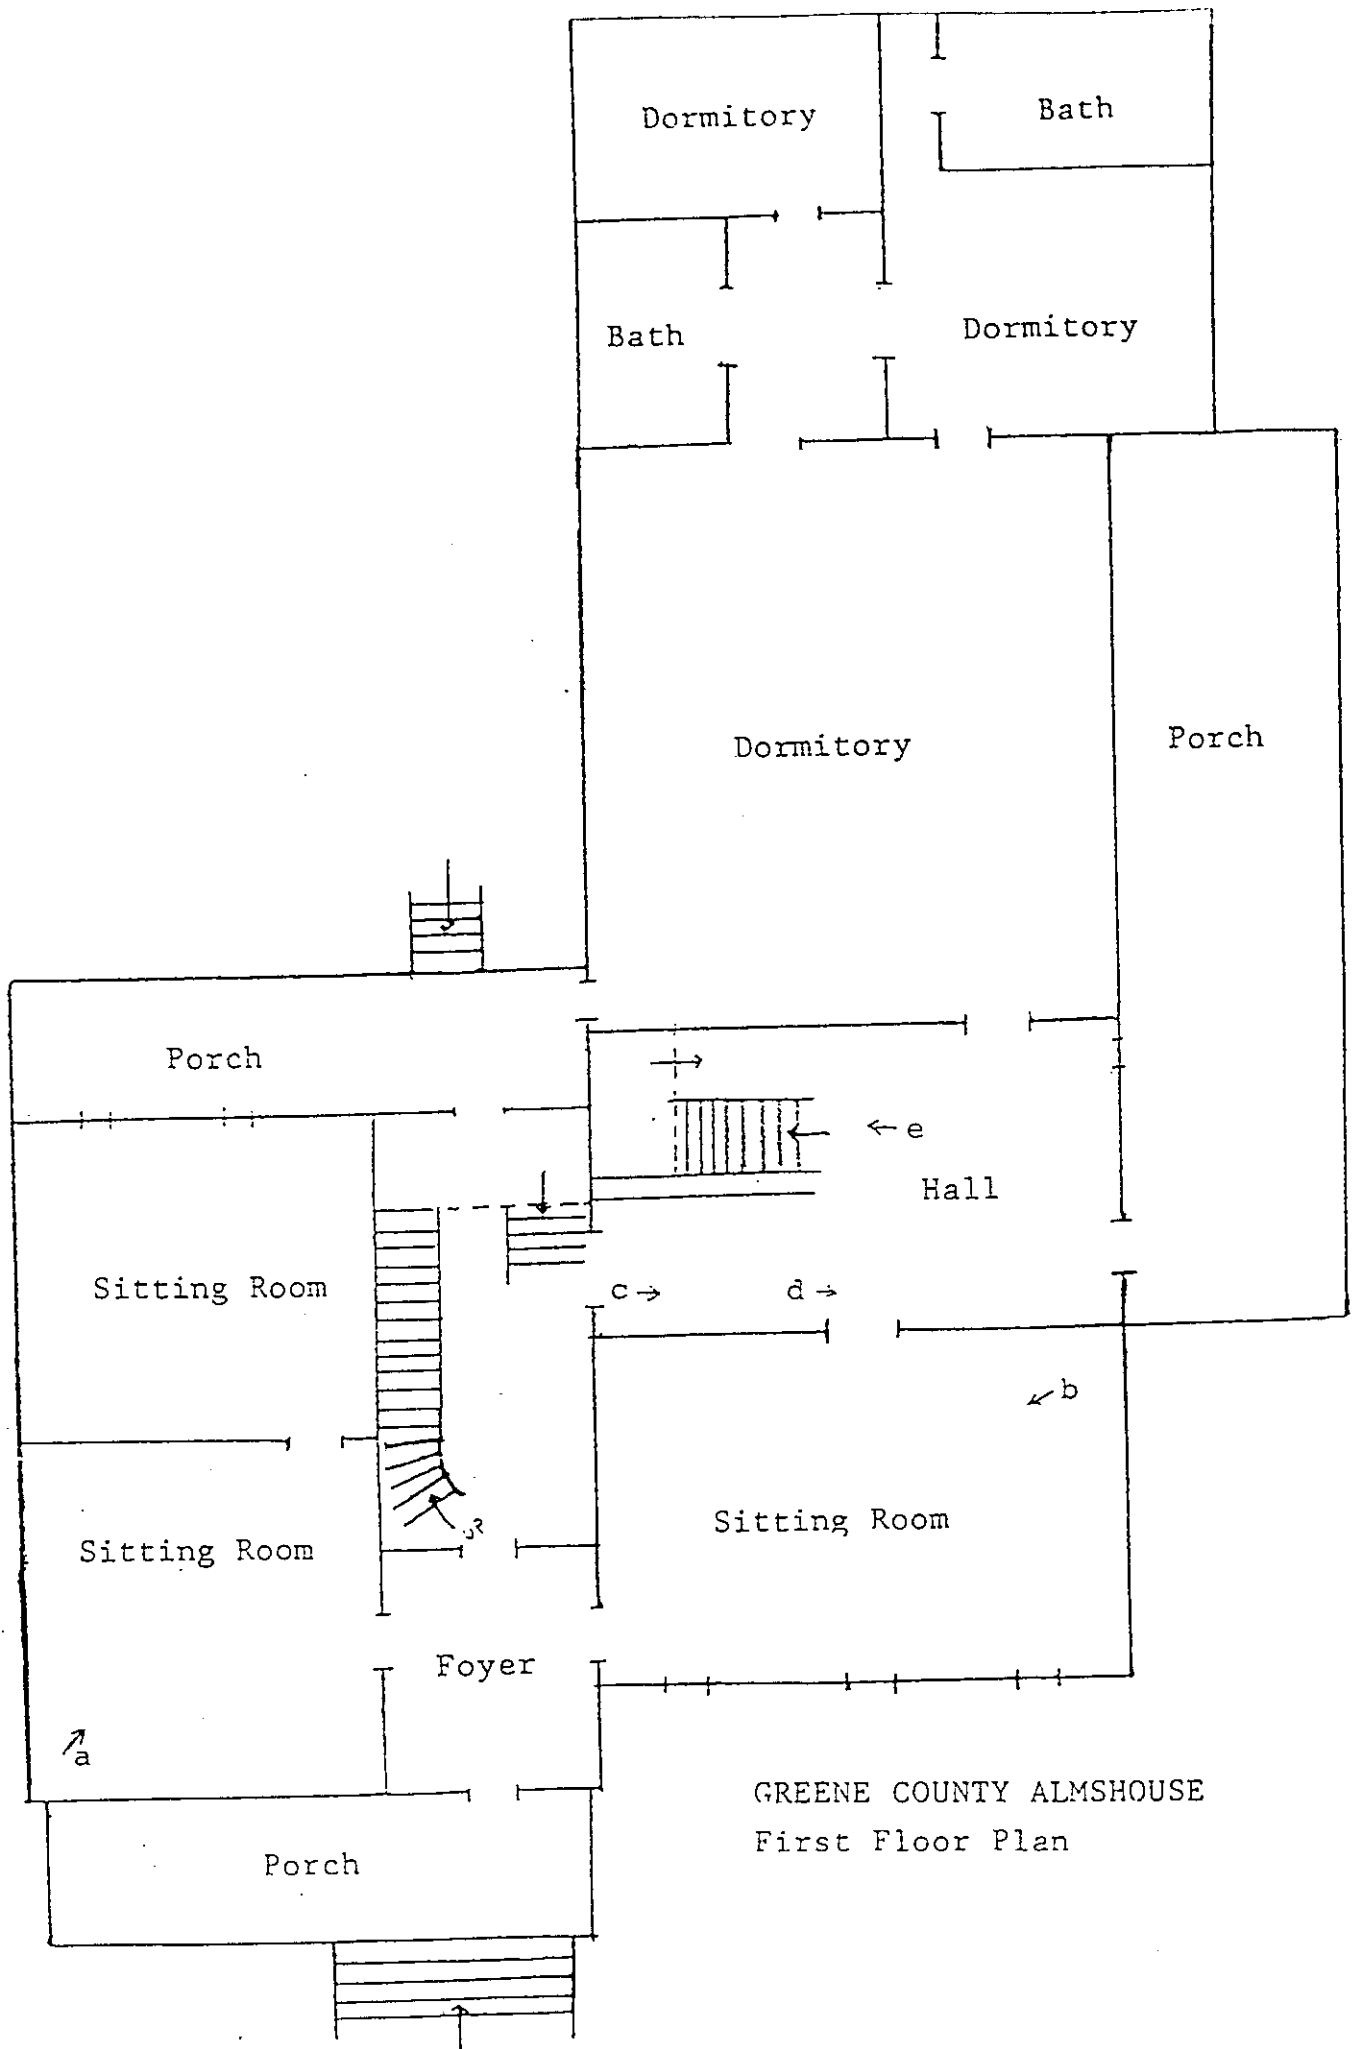 Dormitory
Bath
Bath
Dormitory
Dormitory
Porch
Porch
e
Hall
Sitting Room
c
d
b
Sitting Room
Sitting Room
Foyer
a
GREENE COUNTY ALMSHOUSE
First Floor Plan
Porch